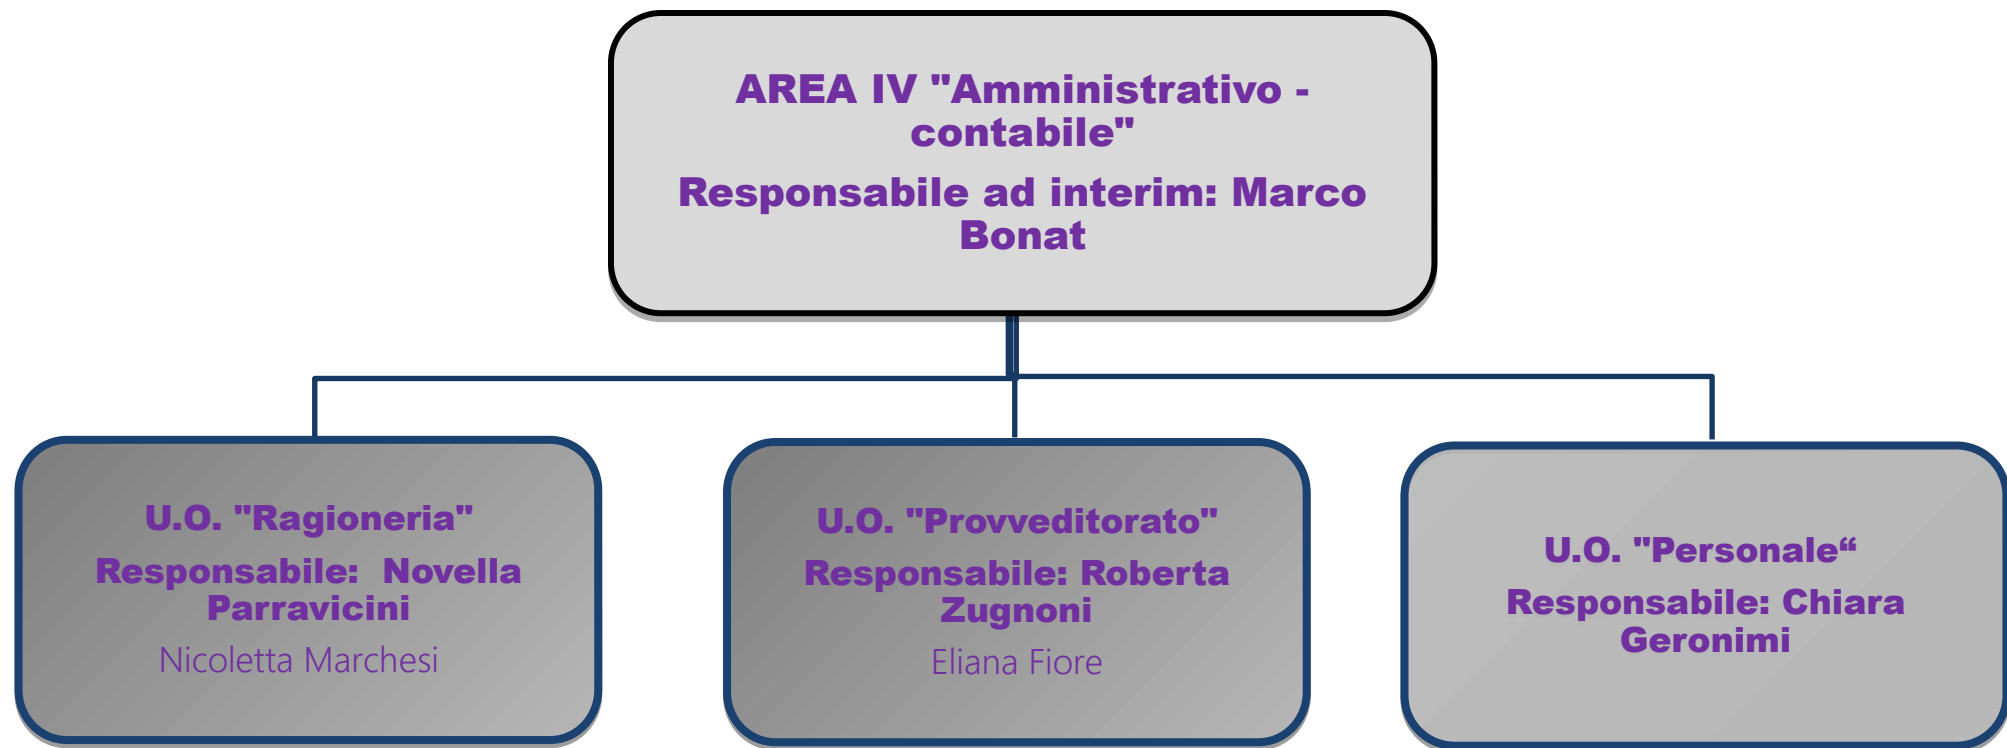 AREA IV "Amministrativo -
contabile"
Responsabile ad interim: Marco
Bonat
U.O. "Ragioneria"
Responsabile:  Novella
Parravicini
Nicoletta Marchesi
U.O. "Provveditorato"
Responsabile: Roberta
Zugnoni
Eliana Fiore
U.O. "Personale“
Responsabile: Chiara
Geronimi